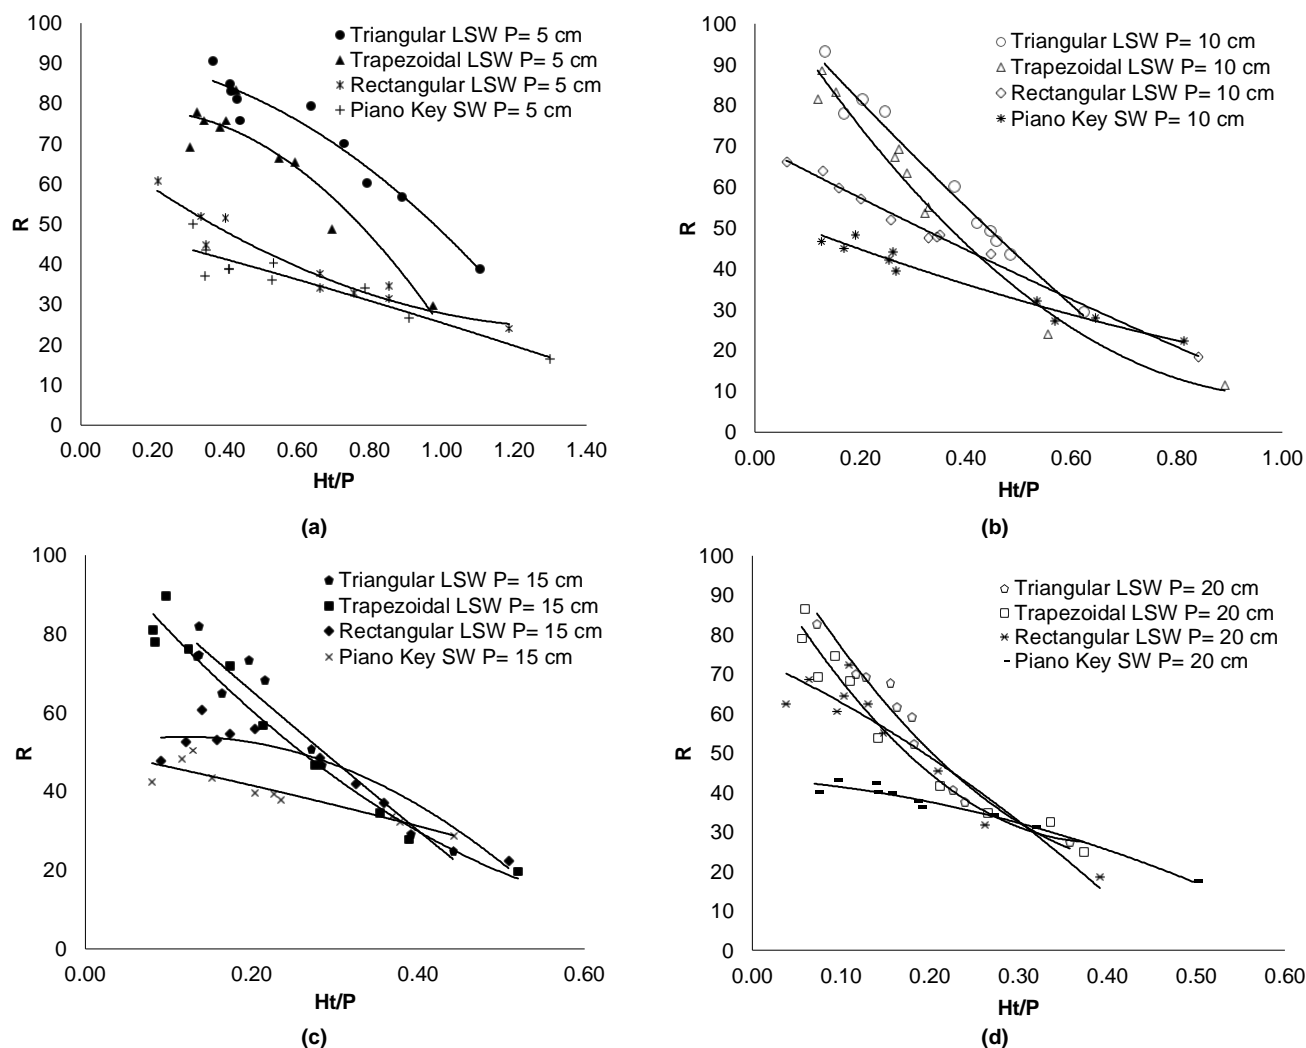 100
90
80
70
60
50
40
30
20
10
0
R
0.00
0.20
0.40
0.60
0.80
1.00
1.20
1.40
Ht/P
Triangular LSW P= 5 cm
Trapezoidal LSW P= 5 cm
Rectangular LSW P= 5 cm
Piano Key SW P= 5 cm
(a)
100
90
80
70
60
50
40
30
20
10
0
R
0.00
0.20
0.40
0.60
0.80
1.00
Ht/P
Triangular LSW P= 10 cm
Trapezoidal LSW P= 10 cm
Rectangular LSW P= 10 cm
Piano Key SW P= 10 cm
(b)
100
80
60
40
20
0
R
0.00
0.20
0.40
0.60
Ht/P
Triangular LSW P= 15 cm
Trapezoidal LSW P= 15 cm
Rectangular LSW P= 15 cm
Piano Key SW P= 15 cm
(c)
100
90
80
70
60
50
40
30
20
10
0
R
0.00
0.10
0.20
0.30
0.40
0.50
0.60
Ht/P
Triangular LSW P= 20 cm
Trapezoidal LSW P= 20 cm
Rectangular LSW P= 20 cm
Piano Key SW P= 20 cm
(d)